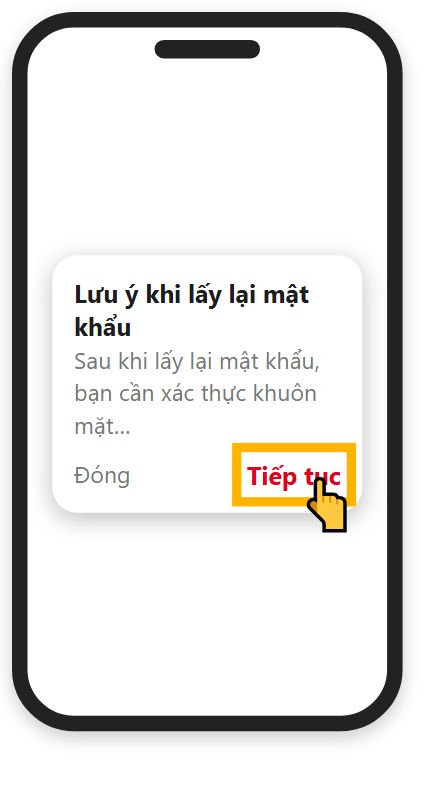 Lưu ý khi lấy lại mật
khẩu
Sau khi lấy lại mật khẩu,
bạn cần xác thực khuôn
mặt...
Đóng
Tiếp tục